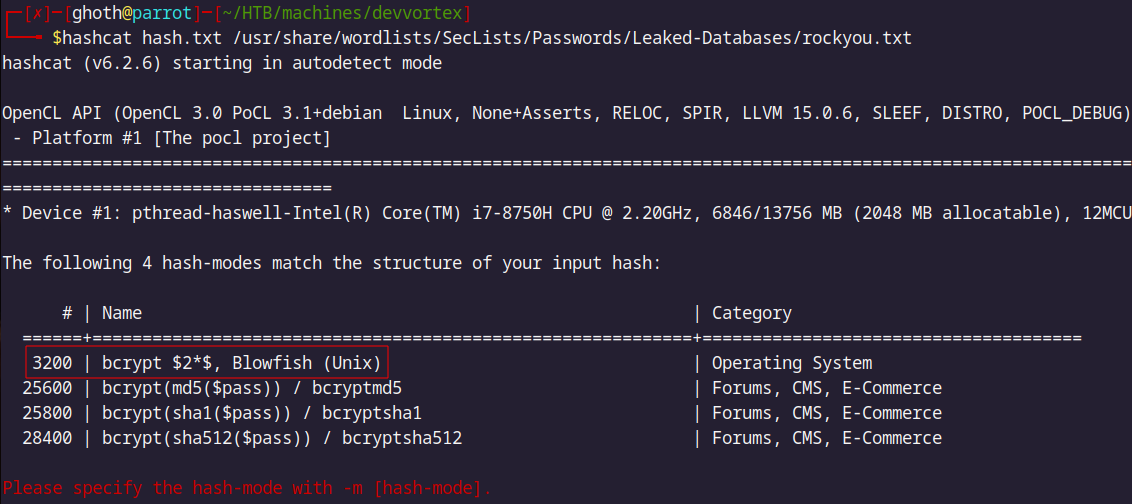 ┌─[✗]─[ghoth@parrot]─[~/HTB/machines/devvortex]
└──╼ $hashcat hash.txt /usr/share/wordlists/SecLists/Passwords/Leaked-Databases/rockyou.txt
hashcat (v6.2.6) starting in autodetect mode
OpenCL API (OpenCL 3.0 PoCL 3.1+debian  Linux, None+Asserts, RELOC, SPIR, LLVM 15.0.6, SLEEF, DISTRO, POCL_DEBUG)
 - Platform #1 [The pocl project]
=================================================================================================================
=================================
* Device #1: pthread-haswell-Intel(R) Core(TM) i7-8750H CPU @ 2.20GHz, 6846/13756 MB (2048 MB allocatable), 12MCU
The following 4 hash-modes match the structure of your input hash:
      # | Name                                                       | Category
  ======+============================================================+======================================
   3200 | bcrypt $2*$, Blowfish (Unix)                               | Operating System
  25600 | bcrypt(md5($pass)) / bcryptmd5                             | Forums, CMS, E-Commerce
  25800 | bcrypt(sha1($pass)) / bcryptsha1                           | Forums, CMS, E-Commerce
  28400 | bcrypt(sha512($pass)) / bcryptsha512                       | Forums, CMS, E-Commerce
Please specify the hash-mode with -m [hash-mode].